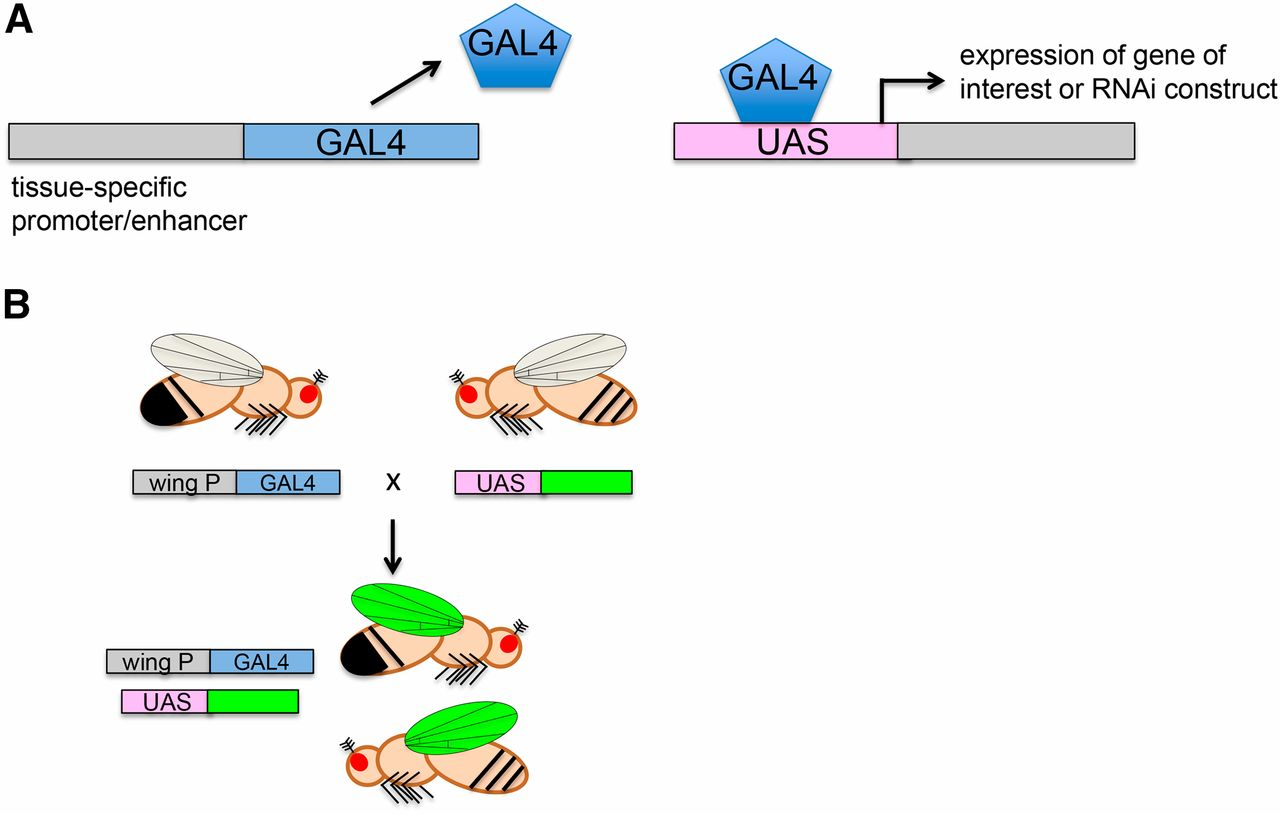 A
GAL4
GAL4
tissue-specific
promoter/enhancer
GAL4
UAS
expression of gene of
interest or RNAi construct
B
wing P GAL4
x
UAS
wing P GAL4
UAS